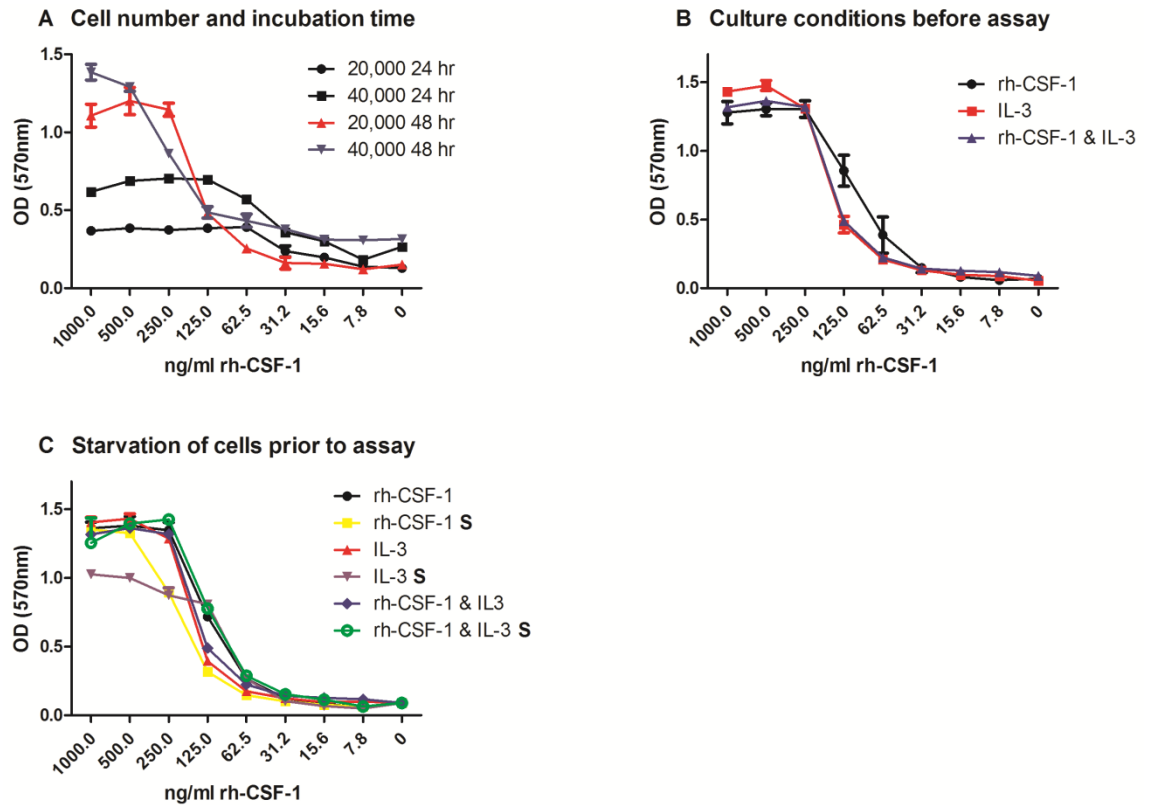 A Cell number and incubation time
1.5
1.0
0.5
0.0
OD (570nm)
20,000 24 hr
40,000 24 hr
20,000 48 hr
40,000 48 hr
1000.0
500.0
250.0
125.0
62.5
31.2
15.6
7.8
0
ng/ml rh-CSF-1
B Culture conditions before assay
1.5
1.0
0.5
0.0
OD (570nm)
rh-CSF-1
IL-3
rh-CSF-1 & IL-3
1000.0
500.0
250.0
125.0
62.5
31.2
15.6
7.8
0
ng/ml rh-CSF-1
C Starvation of cells prior to assay
1.5
1.0
0.5
0.0
OD (570nm)
rh-CSF-1
rh-CSF-1 S
IL-3
IL-3 S
rh-CSF-1 & IL3
rh-CSF-1 & IL-3 S
1000.0
500.0
250.0
125.0
62.5
31.2
15.6
7.8
0
ng/ml rh-CSF-1